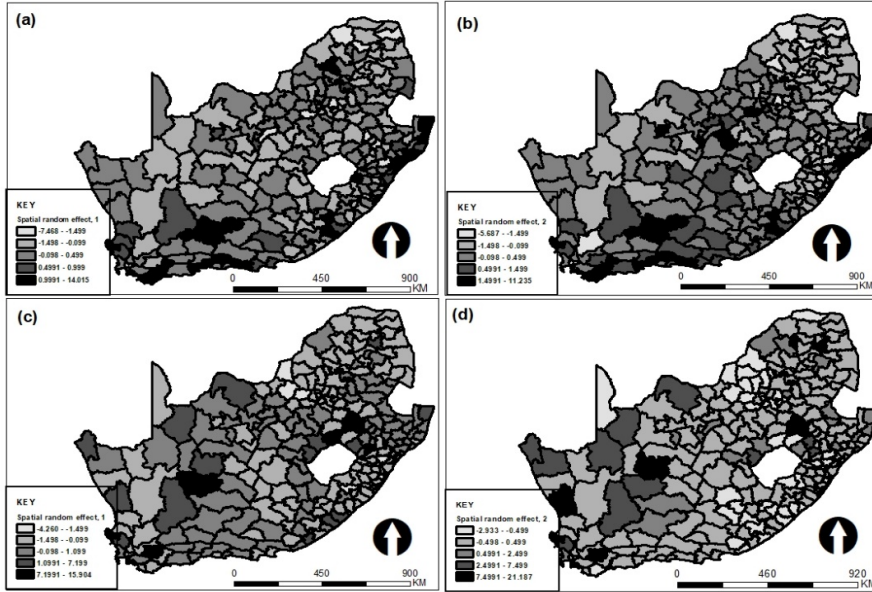 (a)
KEY
Spatial random effect, 1
-7.468 - -1.499
-1.498 - -0.099
-0.098 - 0.499
0.4991 - 0.999
0.9991 - 14.015
0 450 900
KM
(b)
KEY
Spatial random effect, 2
-5.687 - -1.499
-1.498 - -0.099
-0.098 - 0.499
0.4991 - 1.499
1.4991 - 11.235
0 450 900
KM
(c)
KEY
Spatial random effect, 1
-4.260 - -1.499
-1.498 - -0.099
-0.098 - 1.099
1.0991 - 7.199
7.1991 - 15.904
0 450 900
KM
(d)
KEY
Spatial random effect, 2
-2.933 - -0.499
-0.498 - 0.499
0.4991 - 2.499
2.4991 - 7.499
7.4991 - 21.187
0 460 920
KM